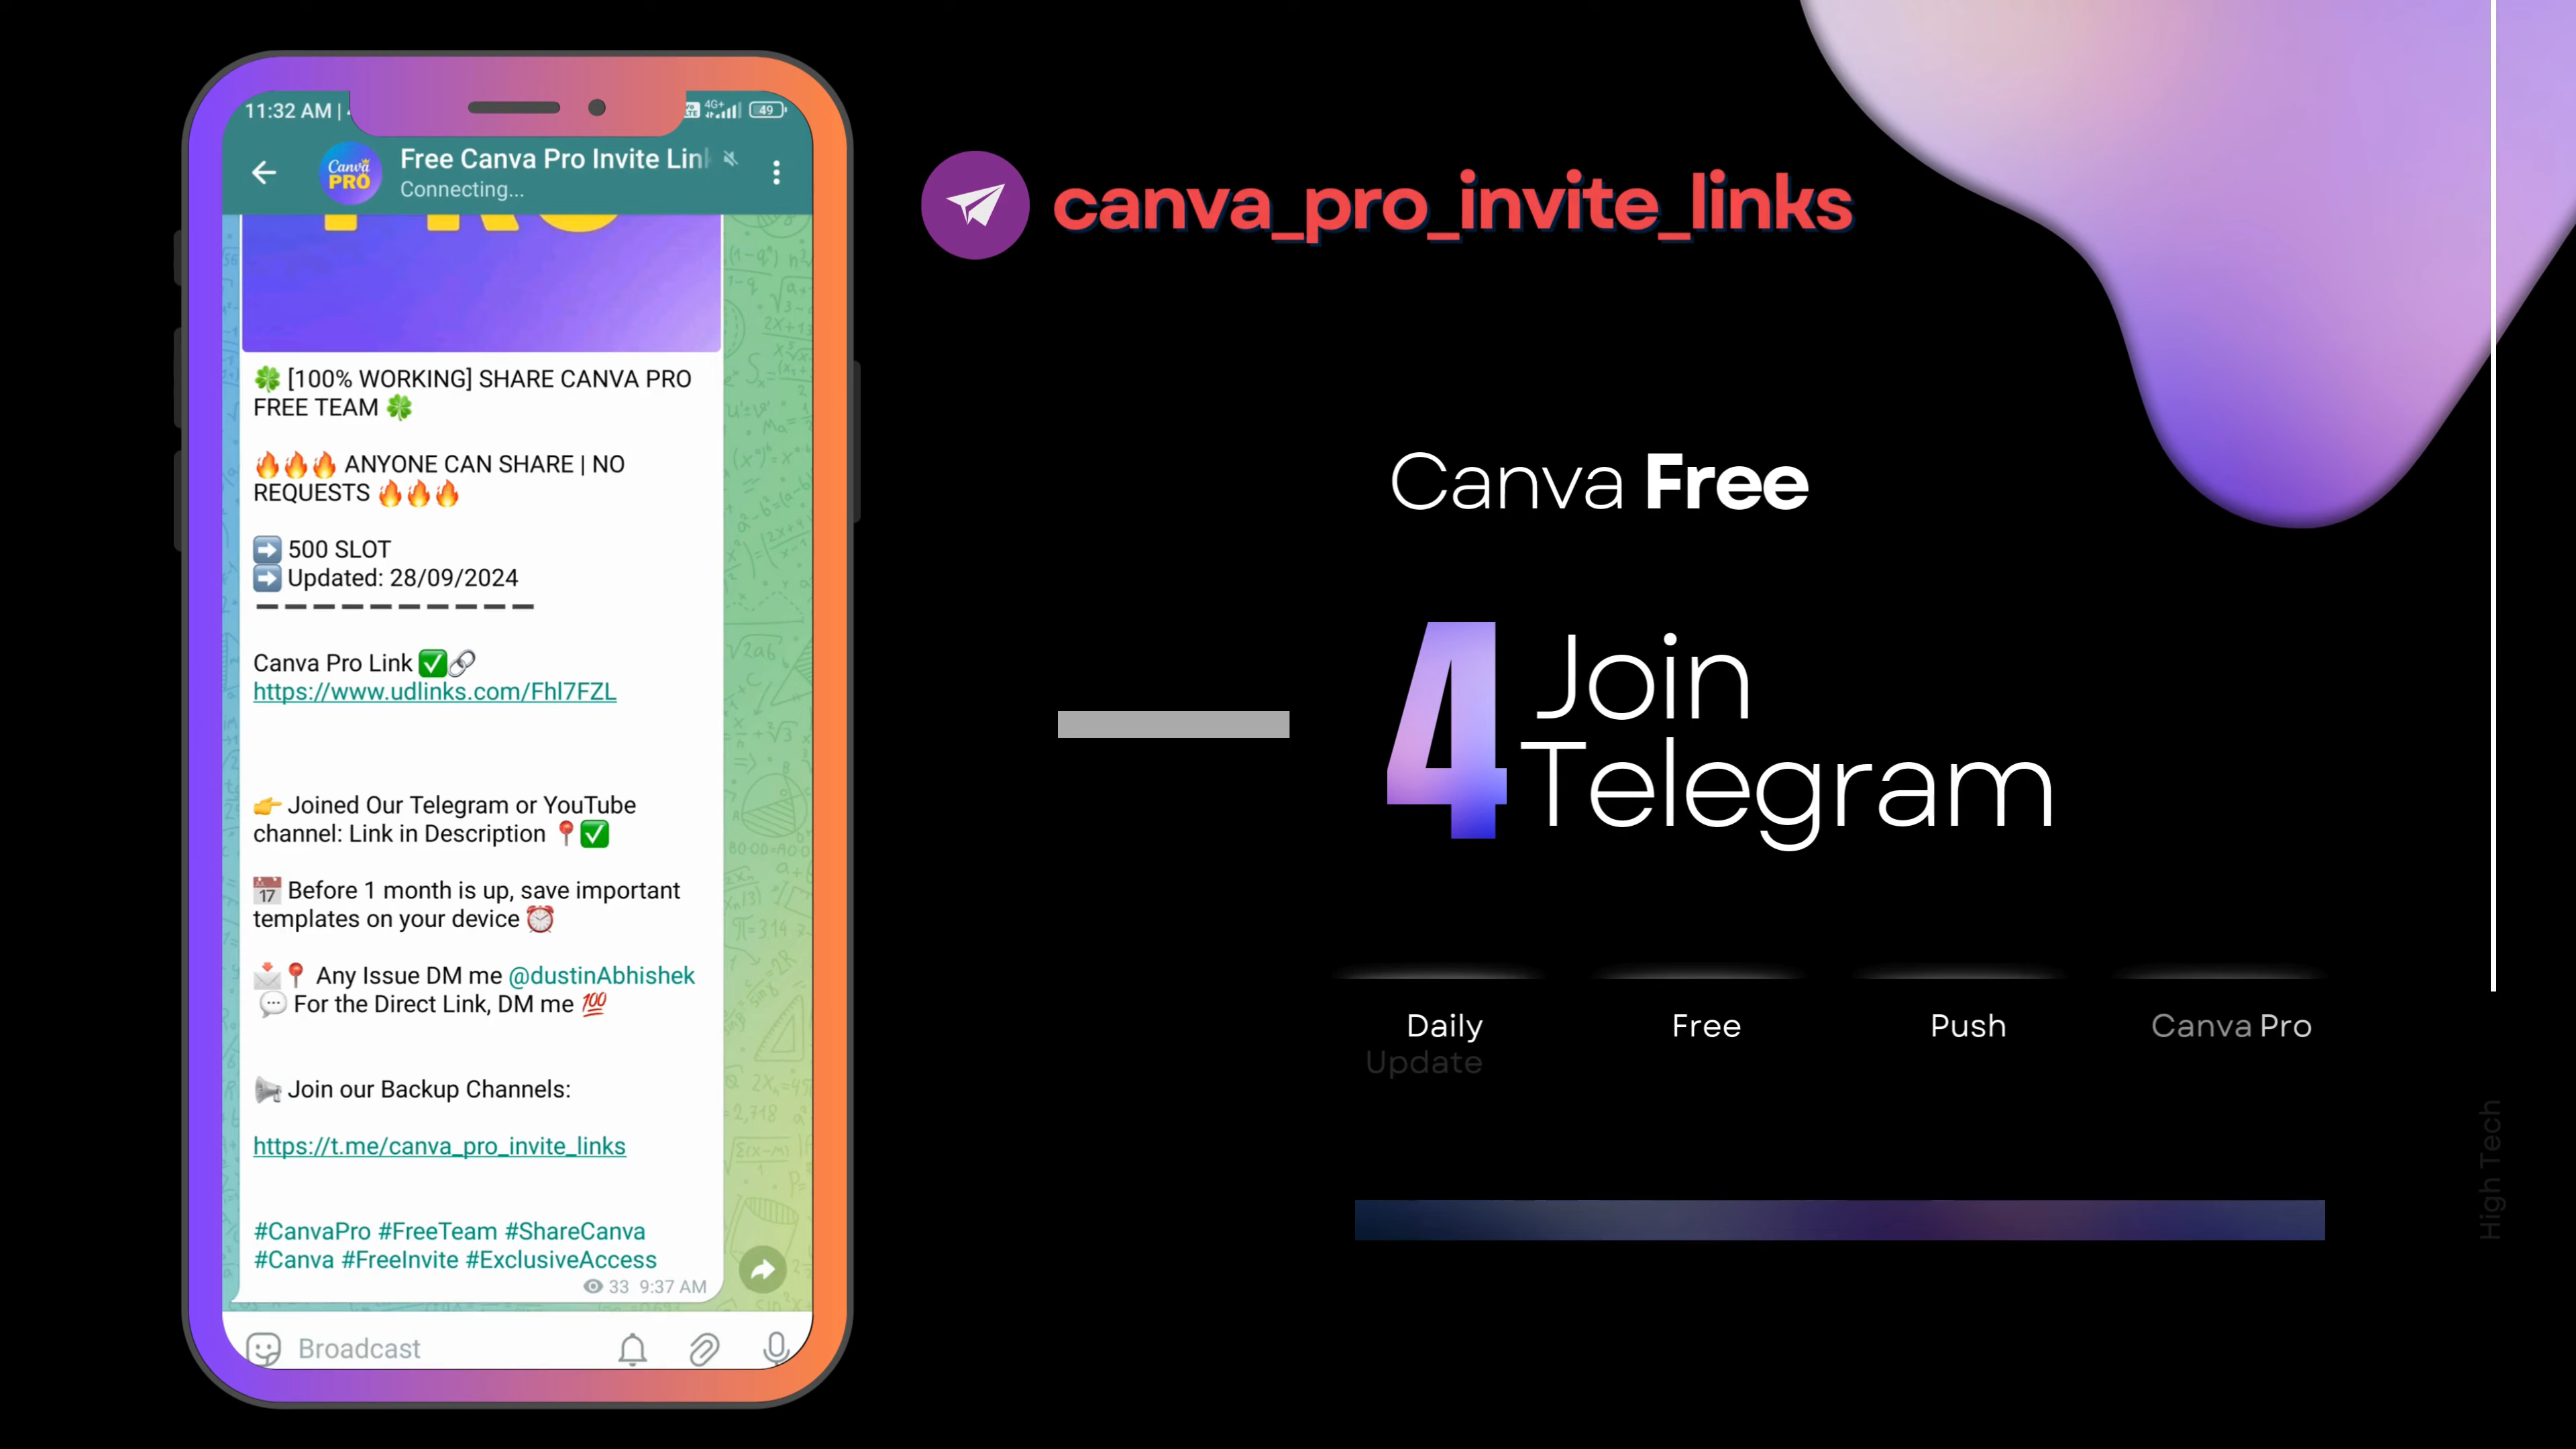 11:32 AM |
4G+
49
Canva
PRO
Free Canva Pro Invite Lin
Connecting...
🍀 [100% WORKING] SHARE CANVA PRO
FREE TEAM 🍀
🔥🔥🔥 ANYONE CAN SHARE | NO
REQUESTS 🔥🔥🔥
➡️ 500 SLOT
➡️ Updated: 28/09/2024
Canva Pro Link ✅🔗
https://www.udlinks.com/Fhl7FZL
👉 Joined Our Telegram or YouTube
channel: Link in Description 📍✅
📅 Before 1 month is up, save important
templates on your device ⏰
📩📍 Any Issue DM me @dustinAbhishek
💬 For the Direct Link, DM me 💯
📢 Join our Backup Channels:
https://t.me/canva_pro_invite_links
#CanvaPro #FreeTeam #ShareCanva
#Canva #FreeInvite #ExclusiveAccess
33 9:37 AM
Broadcast
canva_pro_invite_links
Canva Free
4 Join
Telegram
Daily
Update
Free
Push
Canva Pro
High Tech